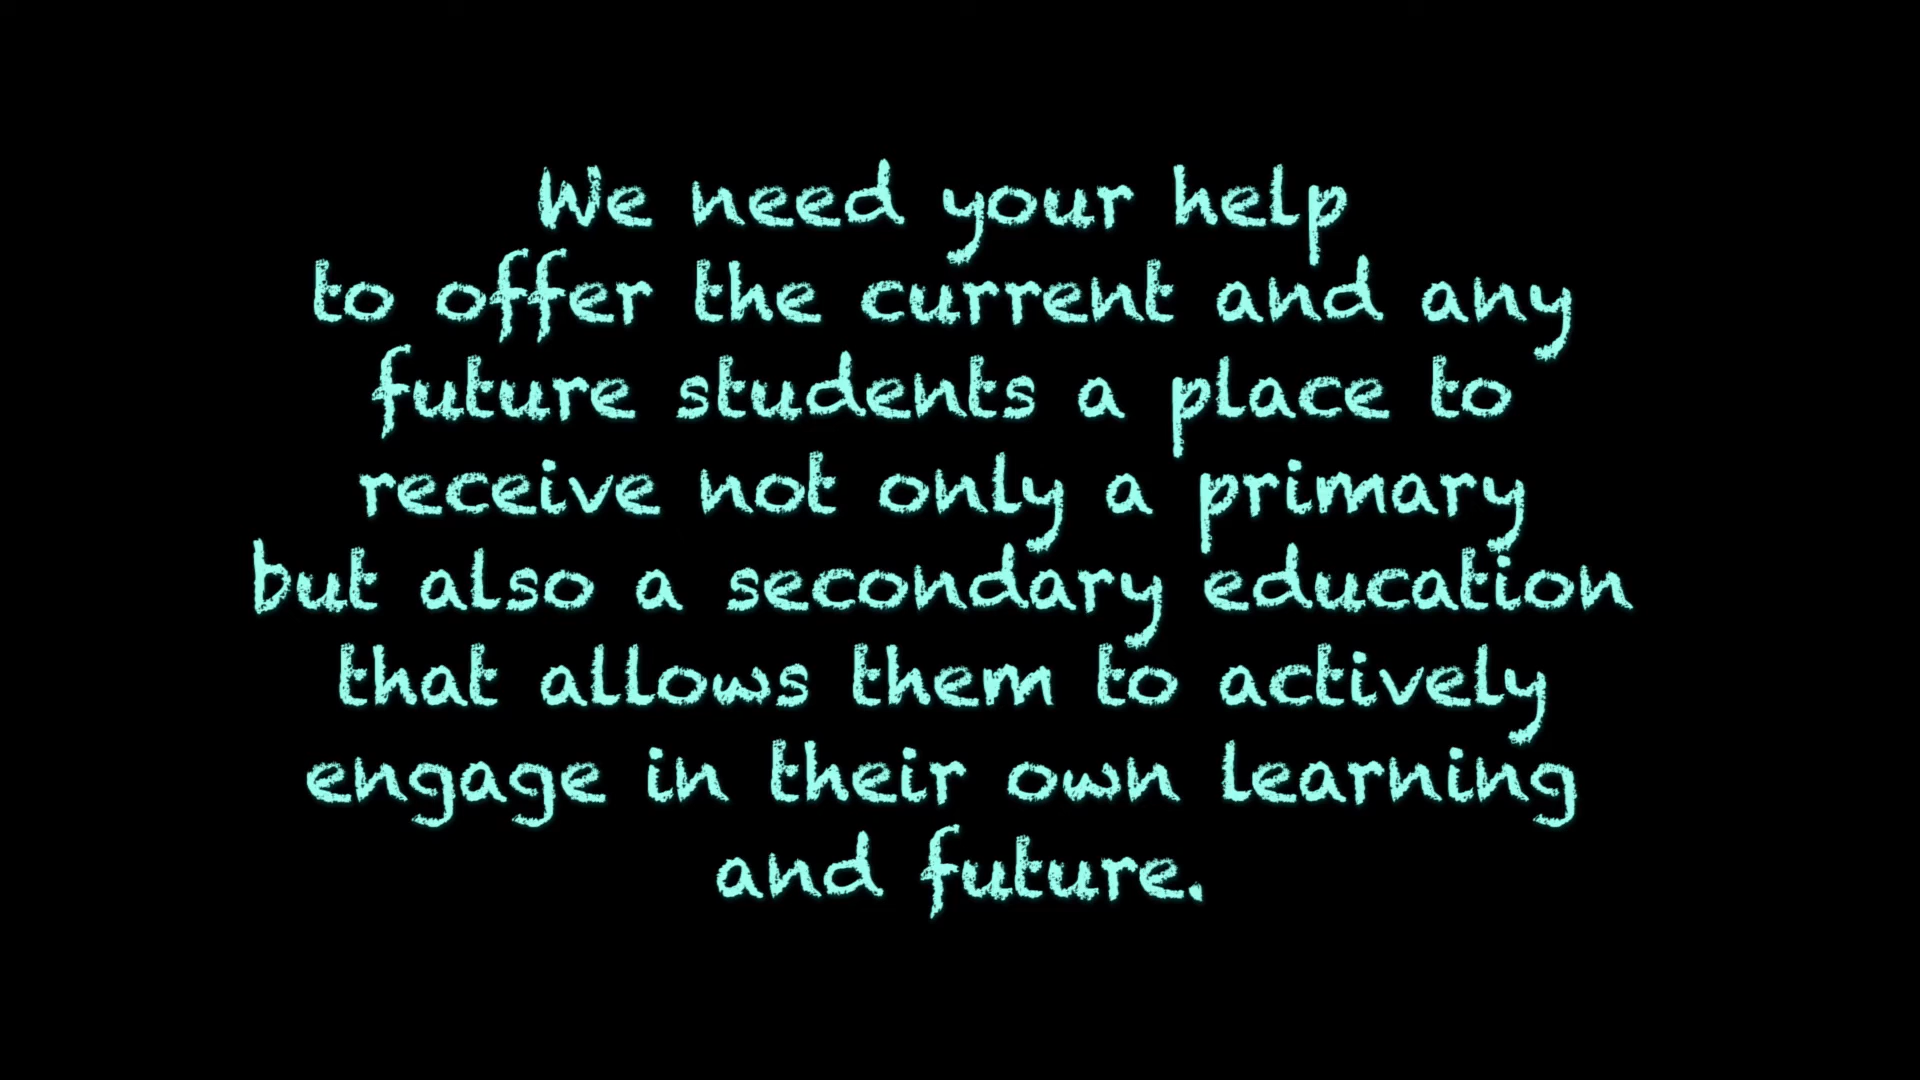 We need your help
to offer the current and any
future students a place to
receive not only a primary
but also a secondary education
that allows them to actively
engage in their own learning
and future.